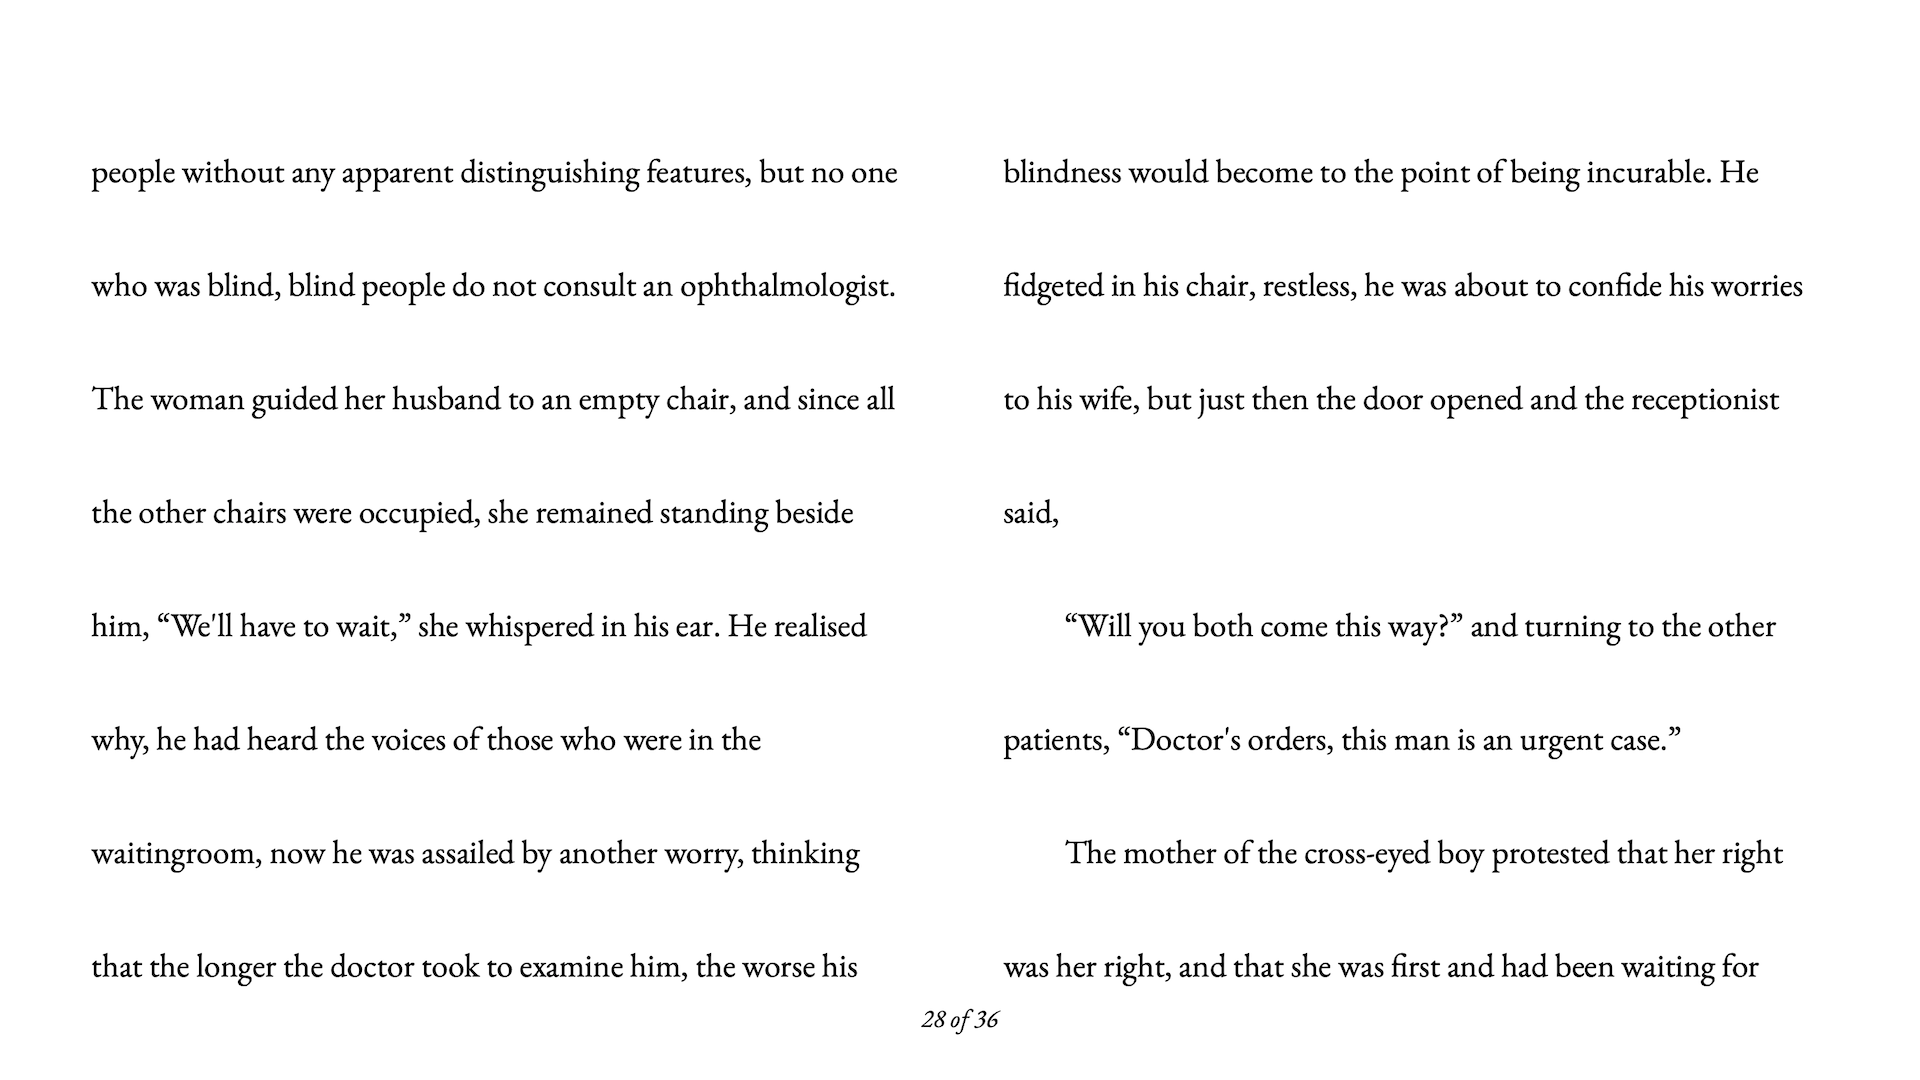 people without any apparent distinguishing features, but no one
who was blind, blind people do not consult an ophthalmologist.
The woman guided her husband to an empty chair, and since all
the other chairs were occupied, she remained standing beside
him, “We'll have to wait,” she whispered in his ear. He realised
why, he had heard the voices of those who were in the
waitingroom, now he was assailed by another worry, thinking
that the longer the doctor took to examine him, the worse his
blindness would become to the point of being incurable. He
fidgeted in his chair, restless, he was about to confide his worries
to his wife, but just then the door opened and the receptionist
said,
“Will you both come this way?” and turning to the other
patients, “Doctor's orders, this man is an urgent case.”
The mother of the cross-eyed boy protested that her right
was her right, and that she was first and had been waiting for
28 of 36